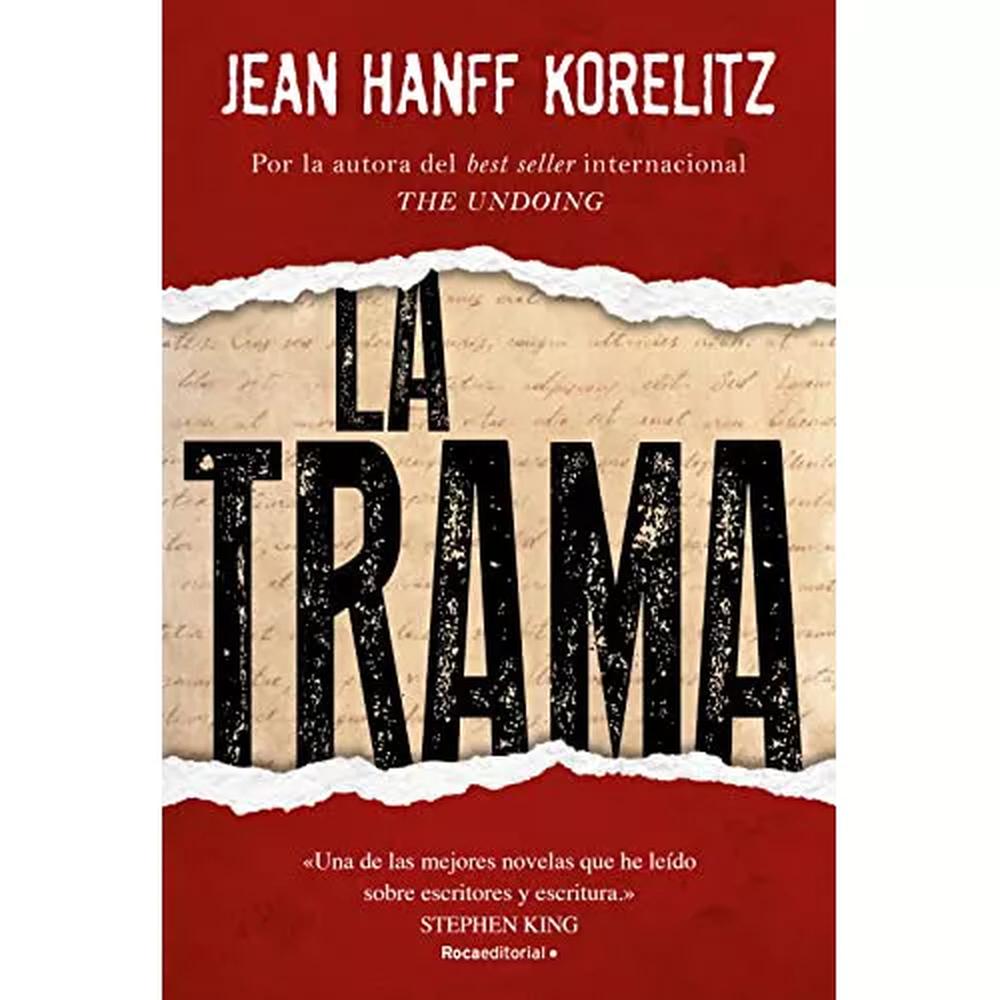 JEAN HANFF KORELITZ
Por la autora del best seller internacional
THE UNDOING
LA
TRAMA
«Una de las mejores novelas que he leído
sobre escritores y escritura.»
STEPHEN KING
Rocaeditorial